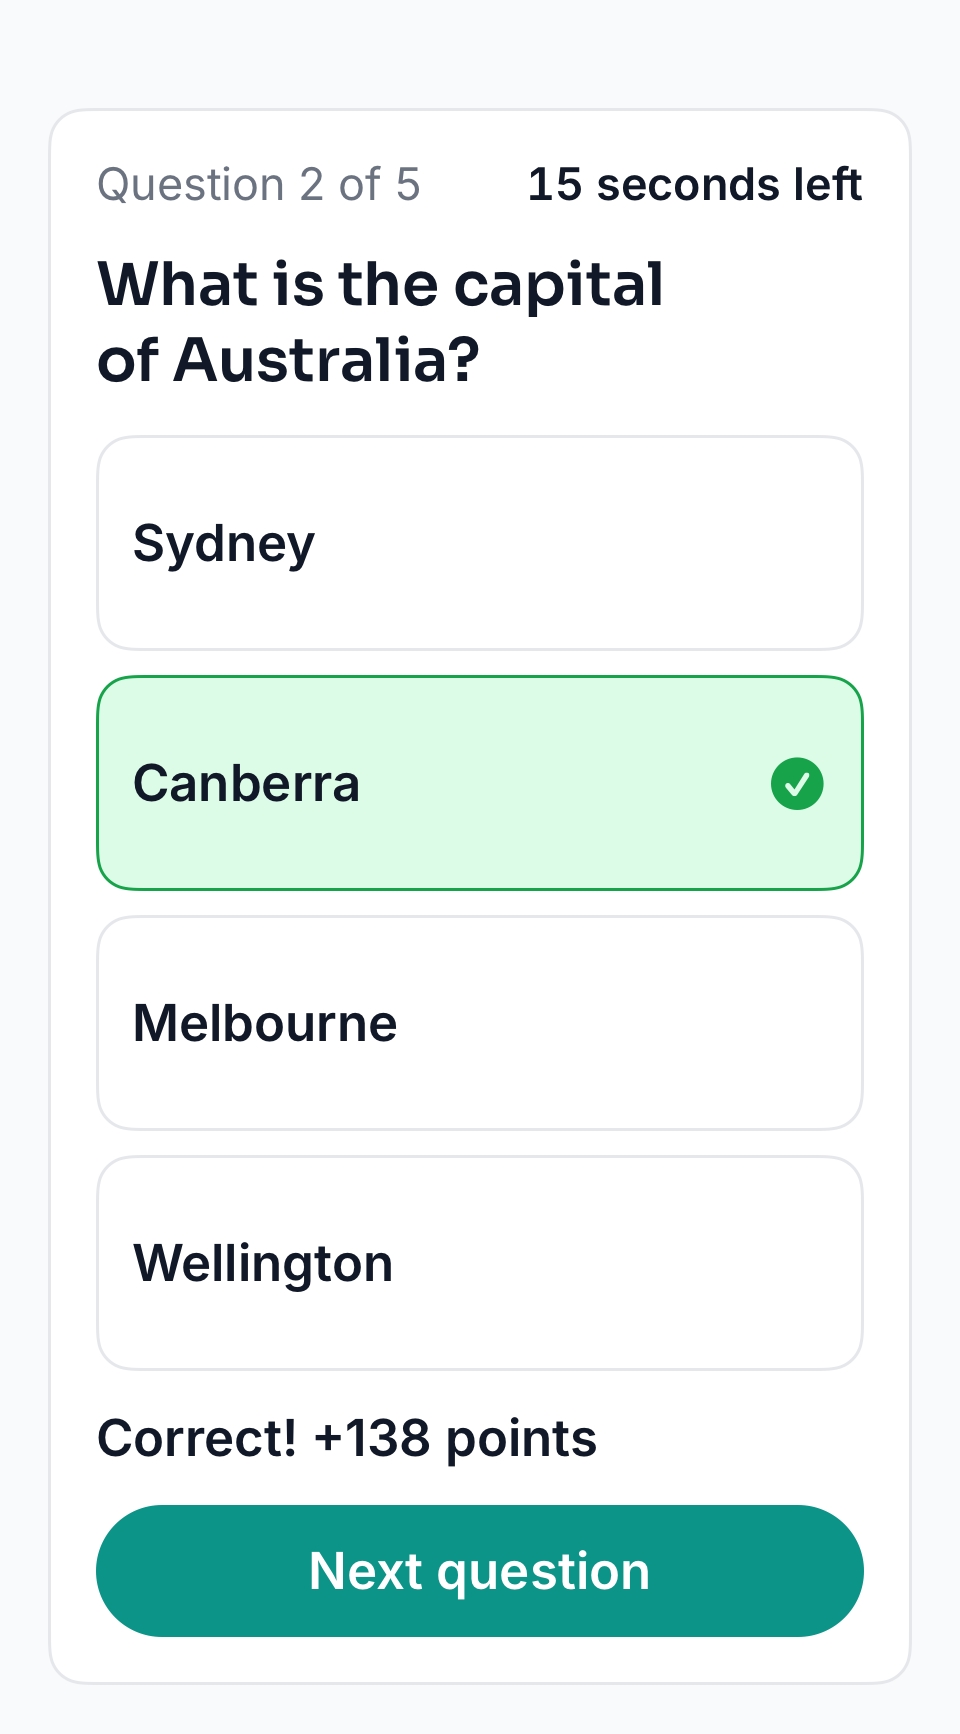 Question 2 of 5
15 seconds left
What is the capital
of Australia?
Sydney
Canberra
Melbourne
Wellington
Correct! +138 points
Next question